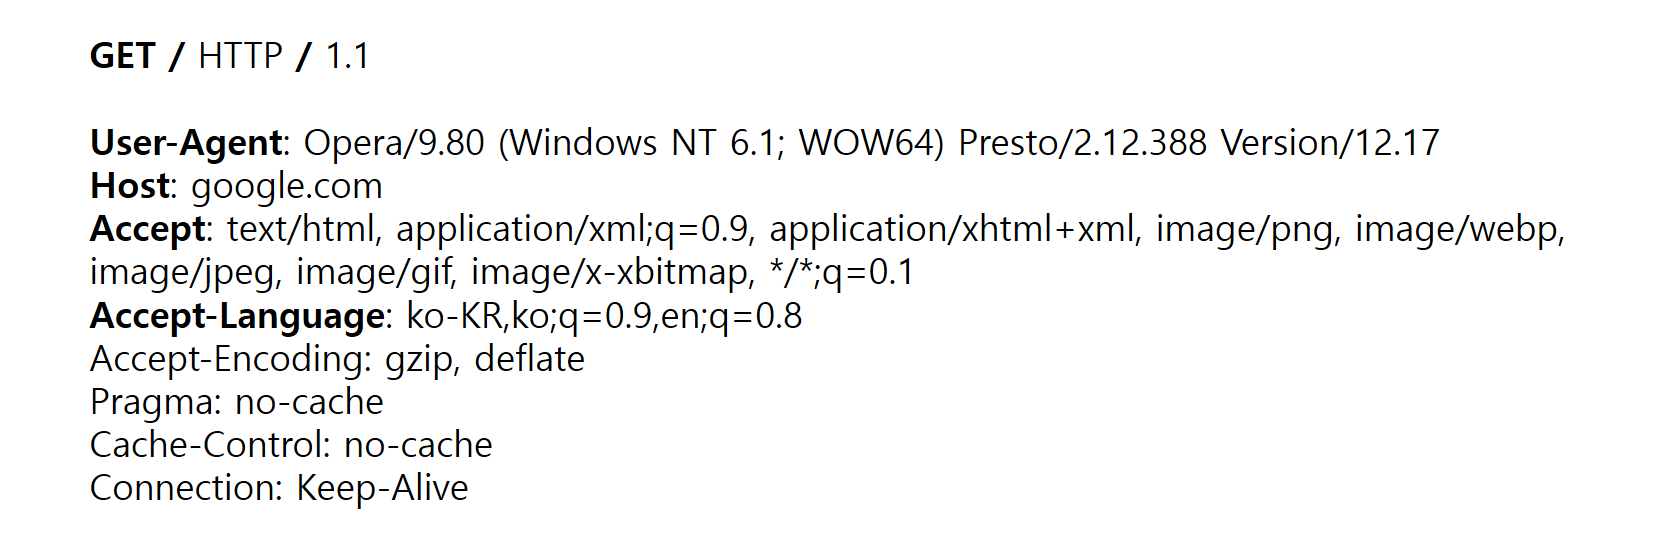 GET / HTTP / 1.1
User-Agent: Opera/9.80 (Windows NT 6.1; WOW64) Presto/2.12.388 Version/12.17
Host: google.com
Accept: text/html, application/xml;q=0.9, application/xhtml+xml, image/png, image/webp,
image/jpeg, image/gif, image/x-xbitmap, */*;q=0.1
Accept-Language: ko-KR,ko;q=0.9,en;q=0.8
Accept-Encoding: gzip, deflate
Pragma: no-cache
Cache-Control: no-cache
Connection: Keep-Alive